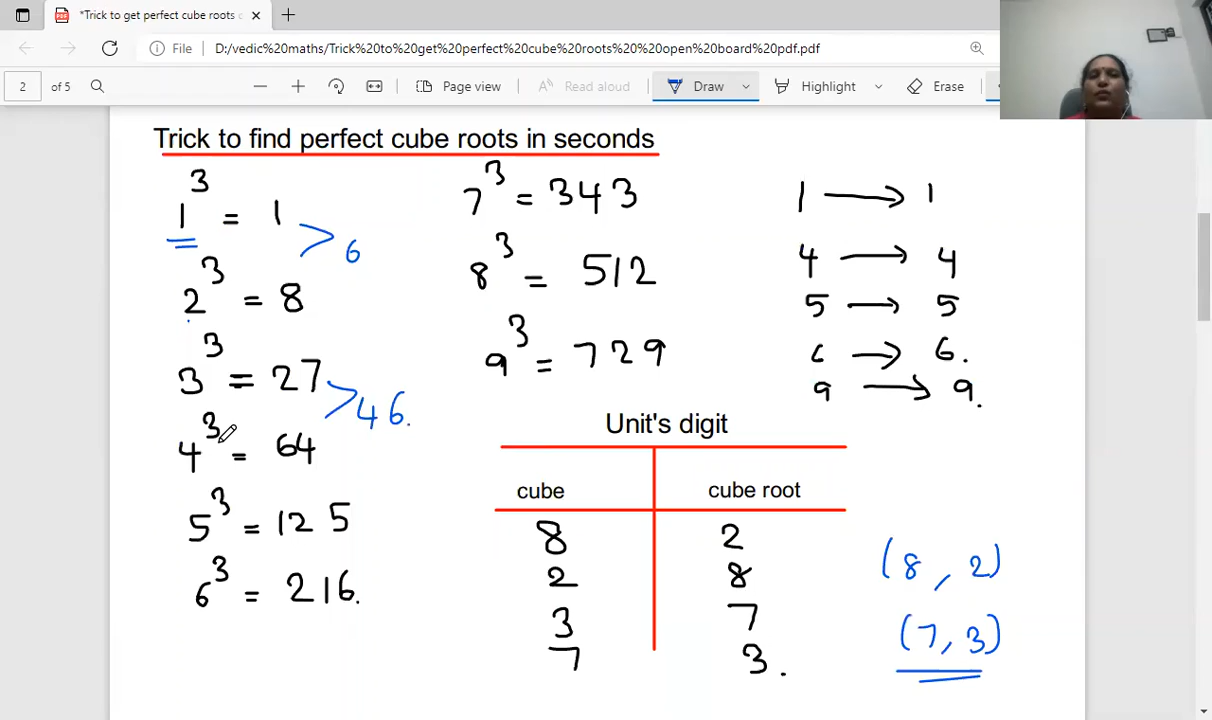 *Trick to get perfect cube roots
File D:/vedic%20maths/Trick%20to%20get%20perfect%20cube%20roots%20%20open%20board%20pdf.pdf
2 of 5 Page view Read aloud Draw Highlight Erase
Trick to find perfect cube roots in seconds
1³ = 1
6
2³ = 8
3³ = 27
46.
4³ = 64
5³ = 125
6³ = 216.
7³ = 343
8³ = 512
9³ = 729
1 → 1
4 → 4
5 → 5
6 → 6.
9 → 9.
Unit's digit
cube cube root
8 2
2 8
3 7
7 3.
(8, 2)
(7, 3)